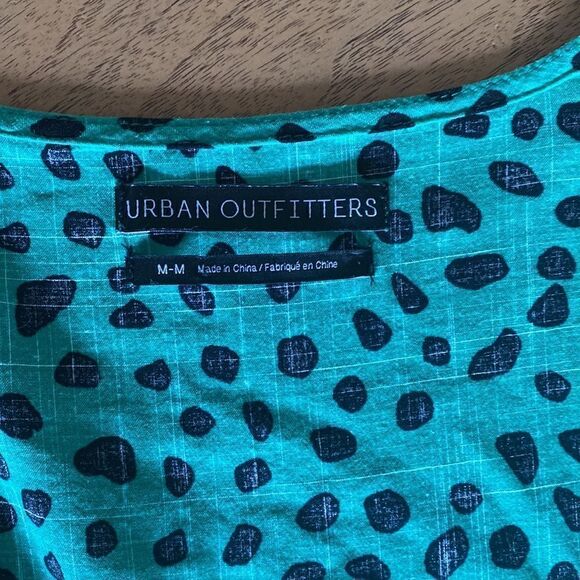 URBAN OUTFITTERS
M-M Made in China / Fabriqué en Chine